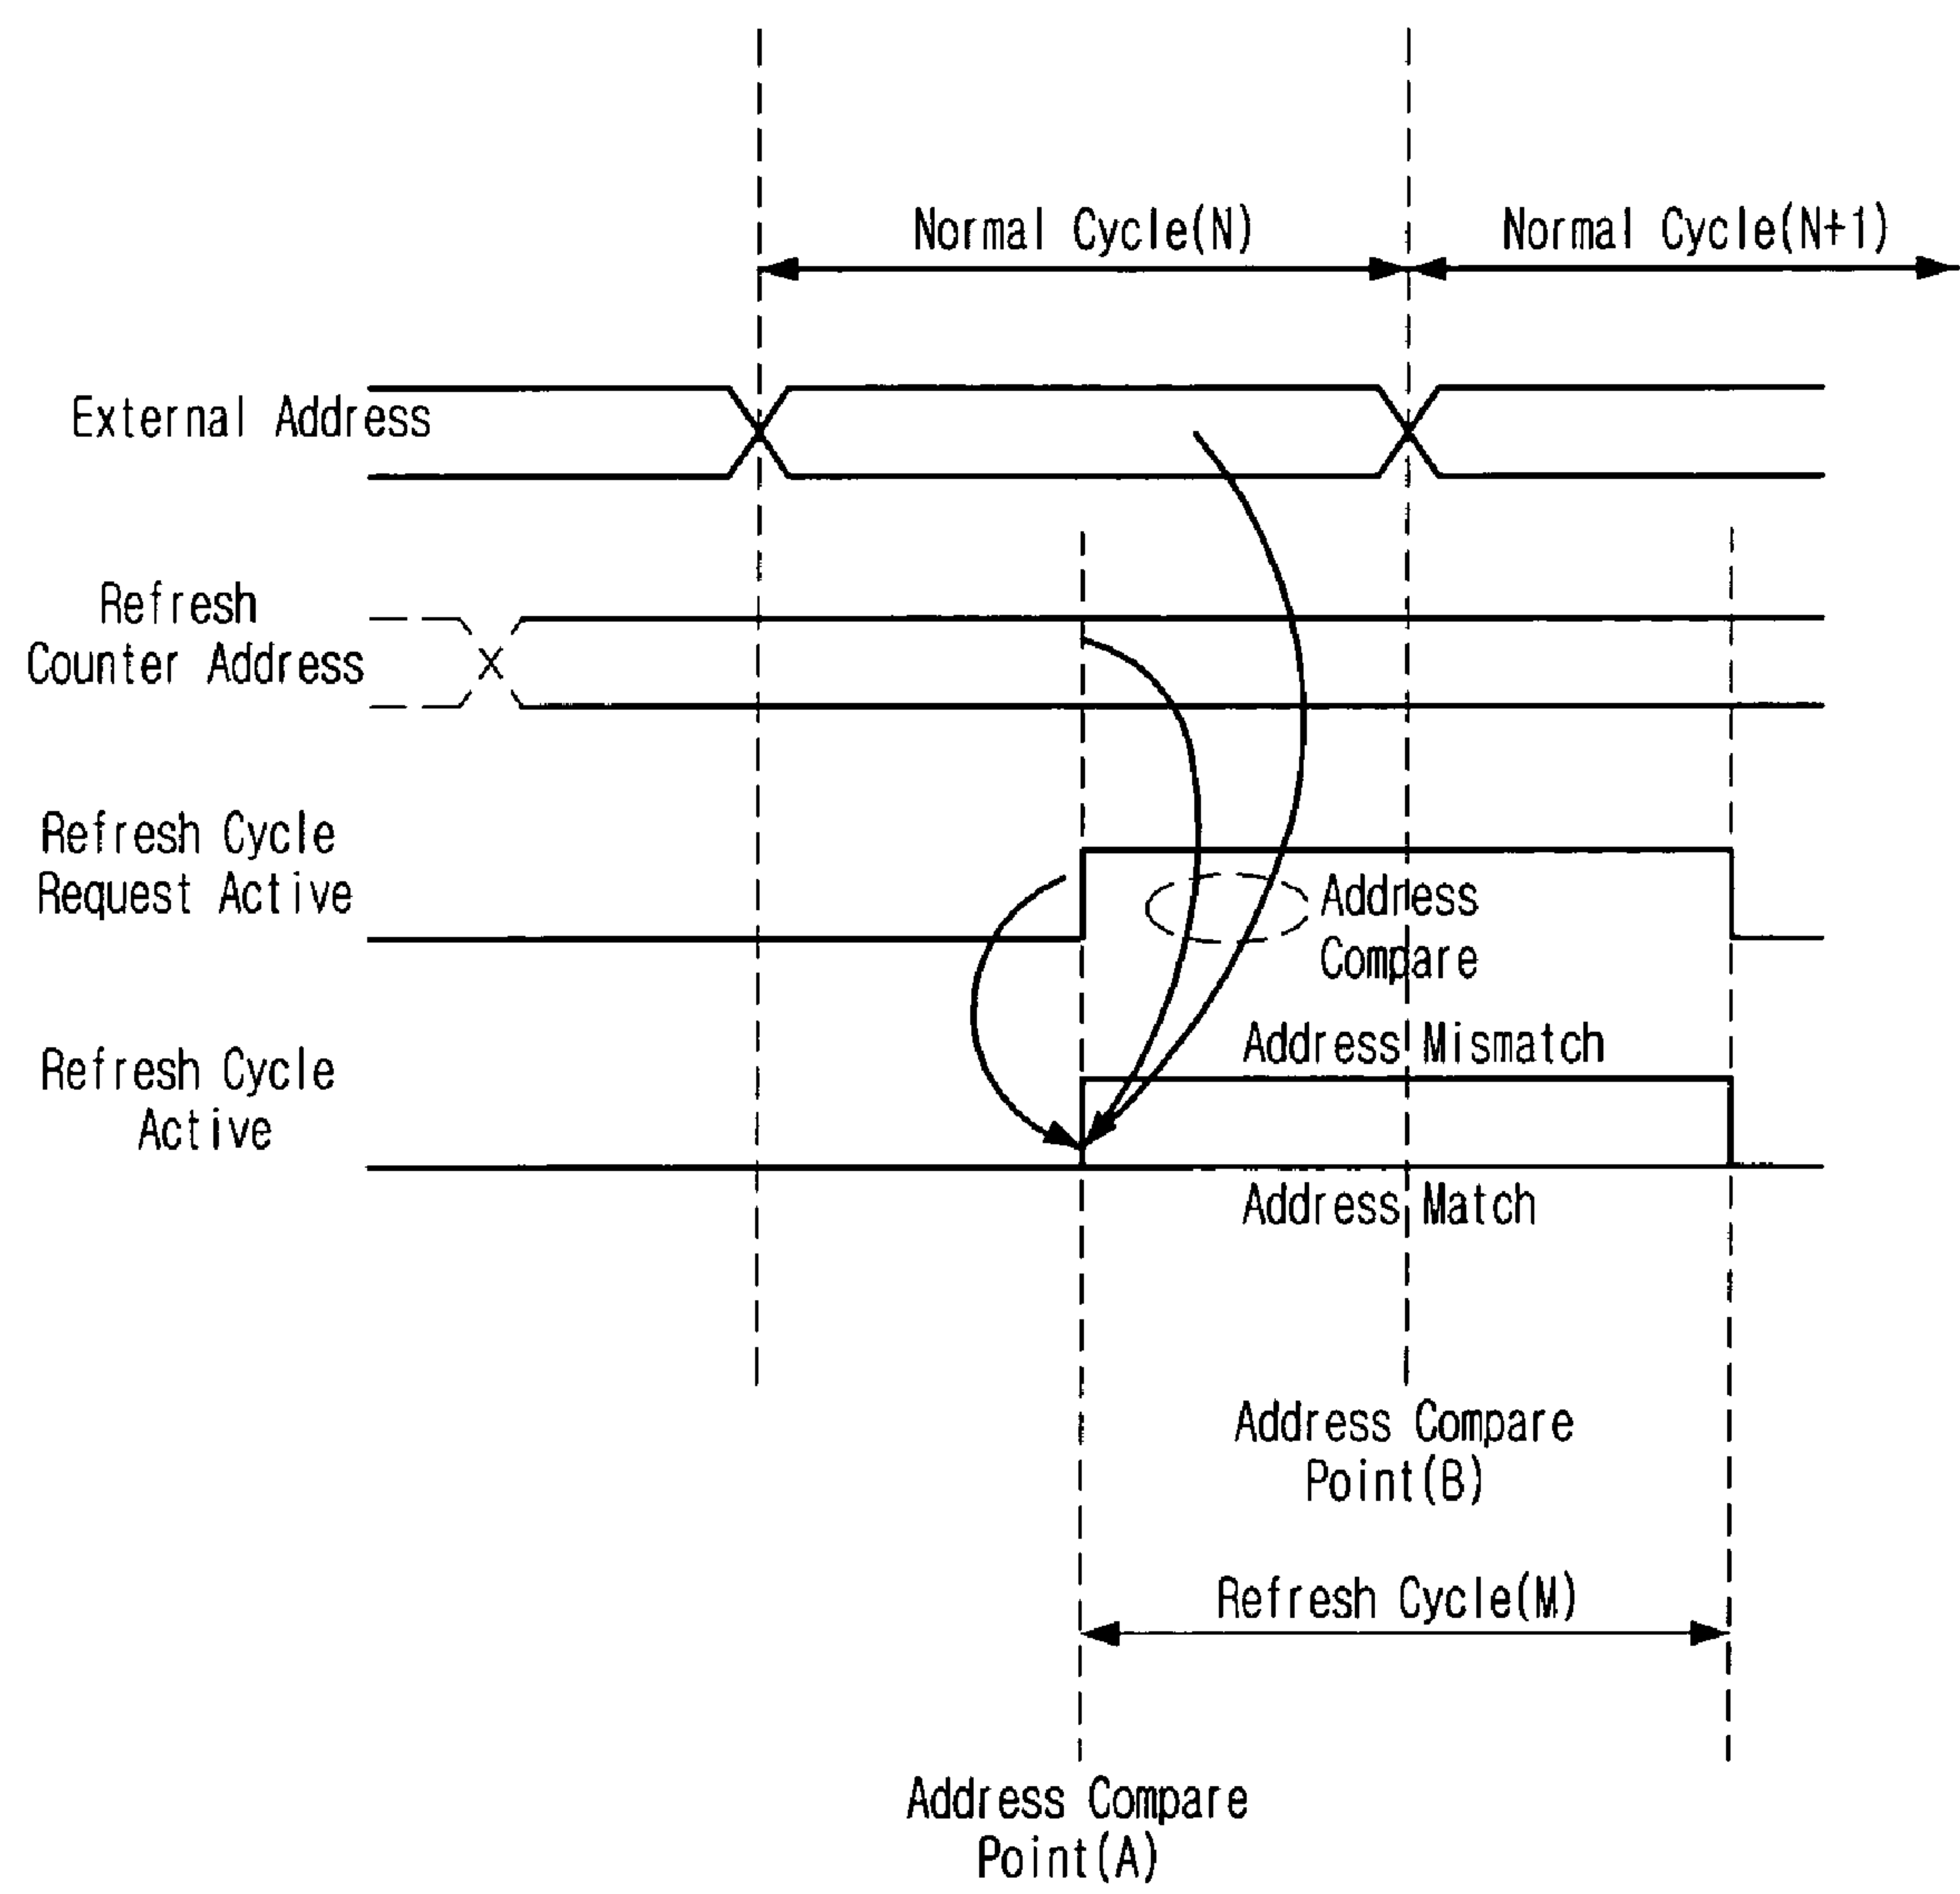 Normal Cycle(N)
Normal Cycle(N+1)
External Address
Refresh
Counter Address
Refresh Cycle
Request Active
Address
Compare
Address Mismatch
Refresh Cycle
Active
Address Match
Address Compare
Point(B)
Refresh Cycle(M)
Address Compare
Point(A)